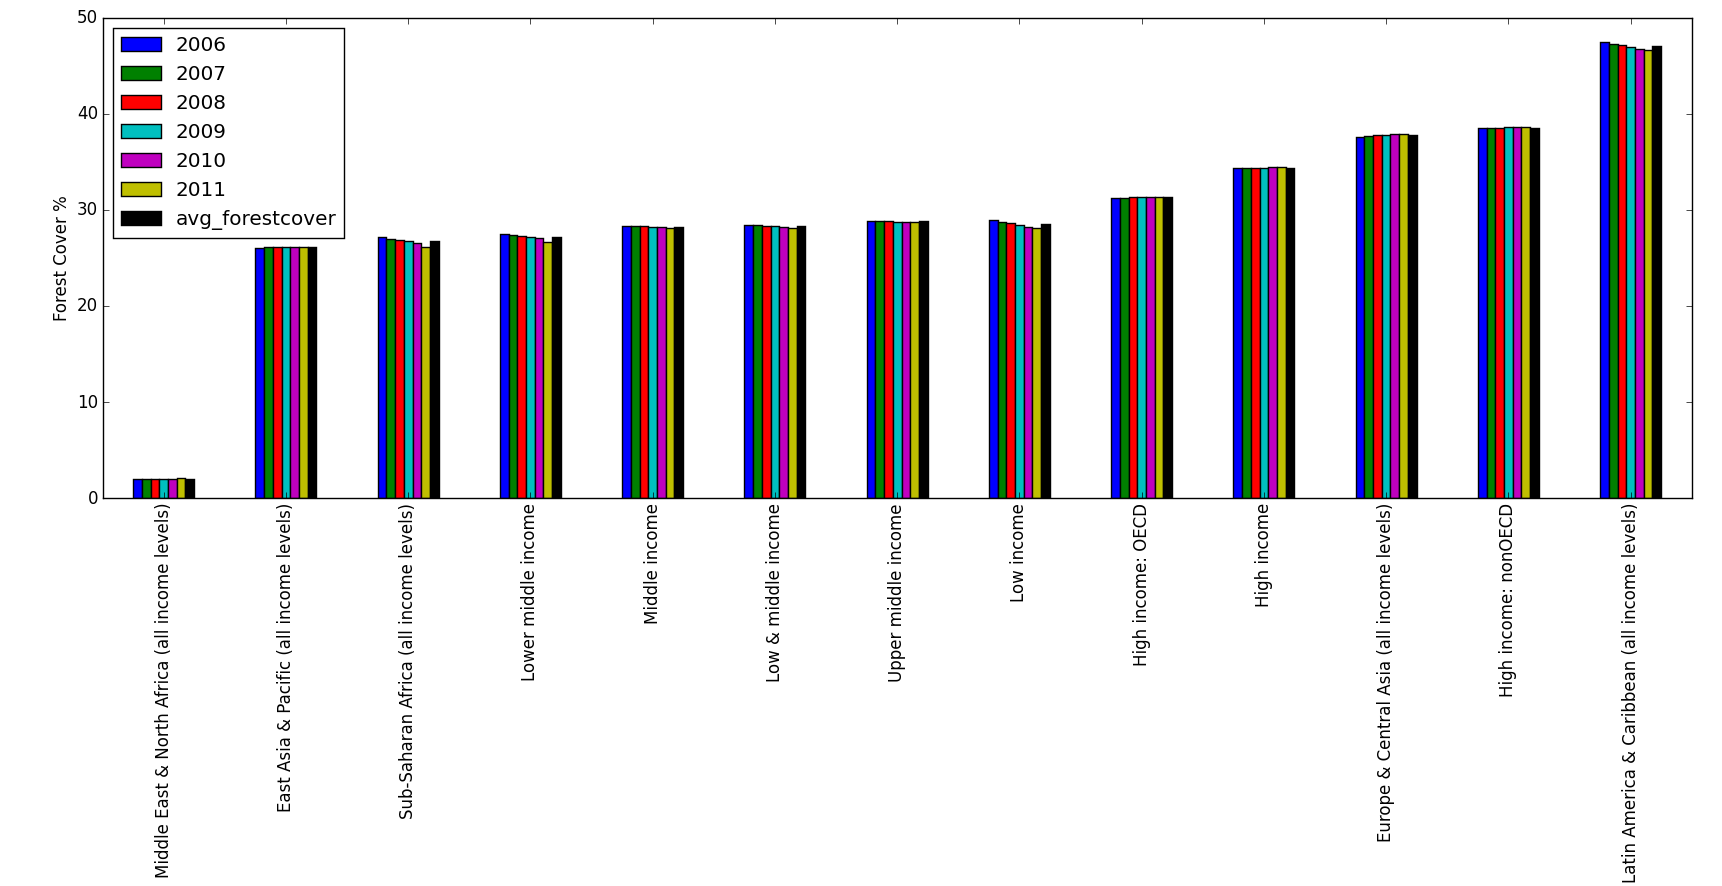 50
40
30
20
10
0
Forest Cover %
2006
2007
2008
2009
2010
2011
avg_forestcover
Middle East & North Africa (all income levels)
East Asia & Pacific (all income levels)
Sub-Saharan Africa (all income levels)
Lower middle income
Middle income
Low & middle income
Upper middle income
Low income
High income: OECD
High income
Europe & Central Asia (all income levels)
High income: nonOECD
Latin America & Caribbean (all income levels)